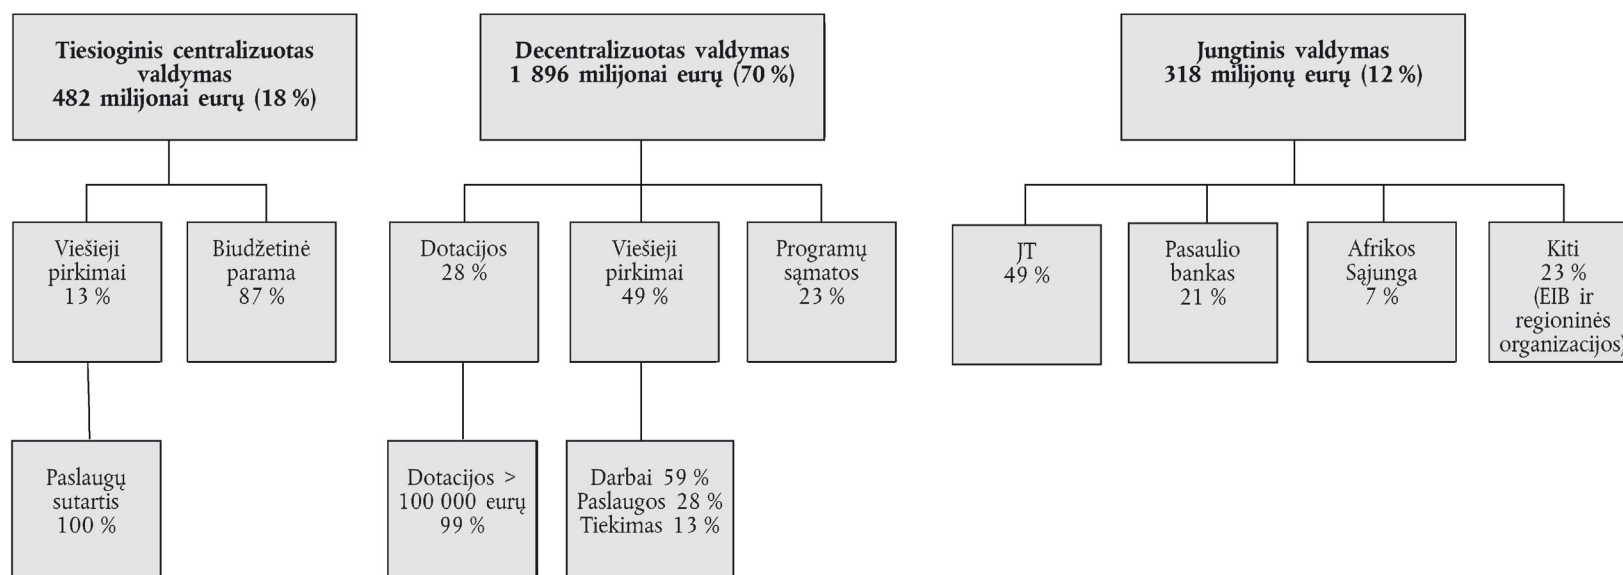 Tiesioginis centralizuotas
valdymas
482 milijonai eurų (18 %)
Decentralizuotas valdymas
1 896 milijonai eurų (70 %)
Jungtinis valdymas
318 milijonų eurų (12 %)
Viešieji
pirkimai
13 %
Biudžetinė
parama
87 %
Dotacijos
28 %
Viešieji
pirkimai
49 %
Programų
sąmatos
23 %
JT
49 %
Pasaulio
bankas
21 %
Afrikos
Sąjunga
7 %
Kiti
23 %
(EIB ir
regioninės
organizacijos)
Paslaugų
sutartis
100 %
Dotacijos >
100 000 eurų
99 %
Darbai 59 %
Paslaugos 28 %
Tiekimas 13 %